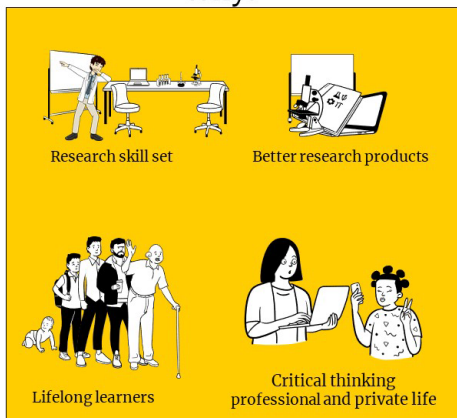 Research skill set
Better research products
Lifelong learners
Critical thinking
professional and private life